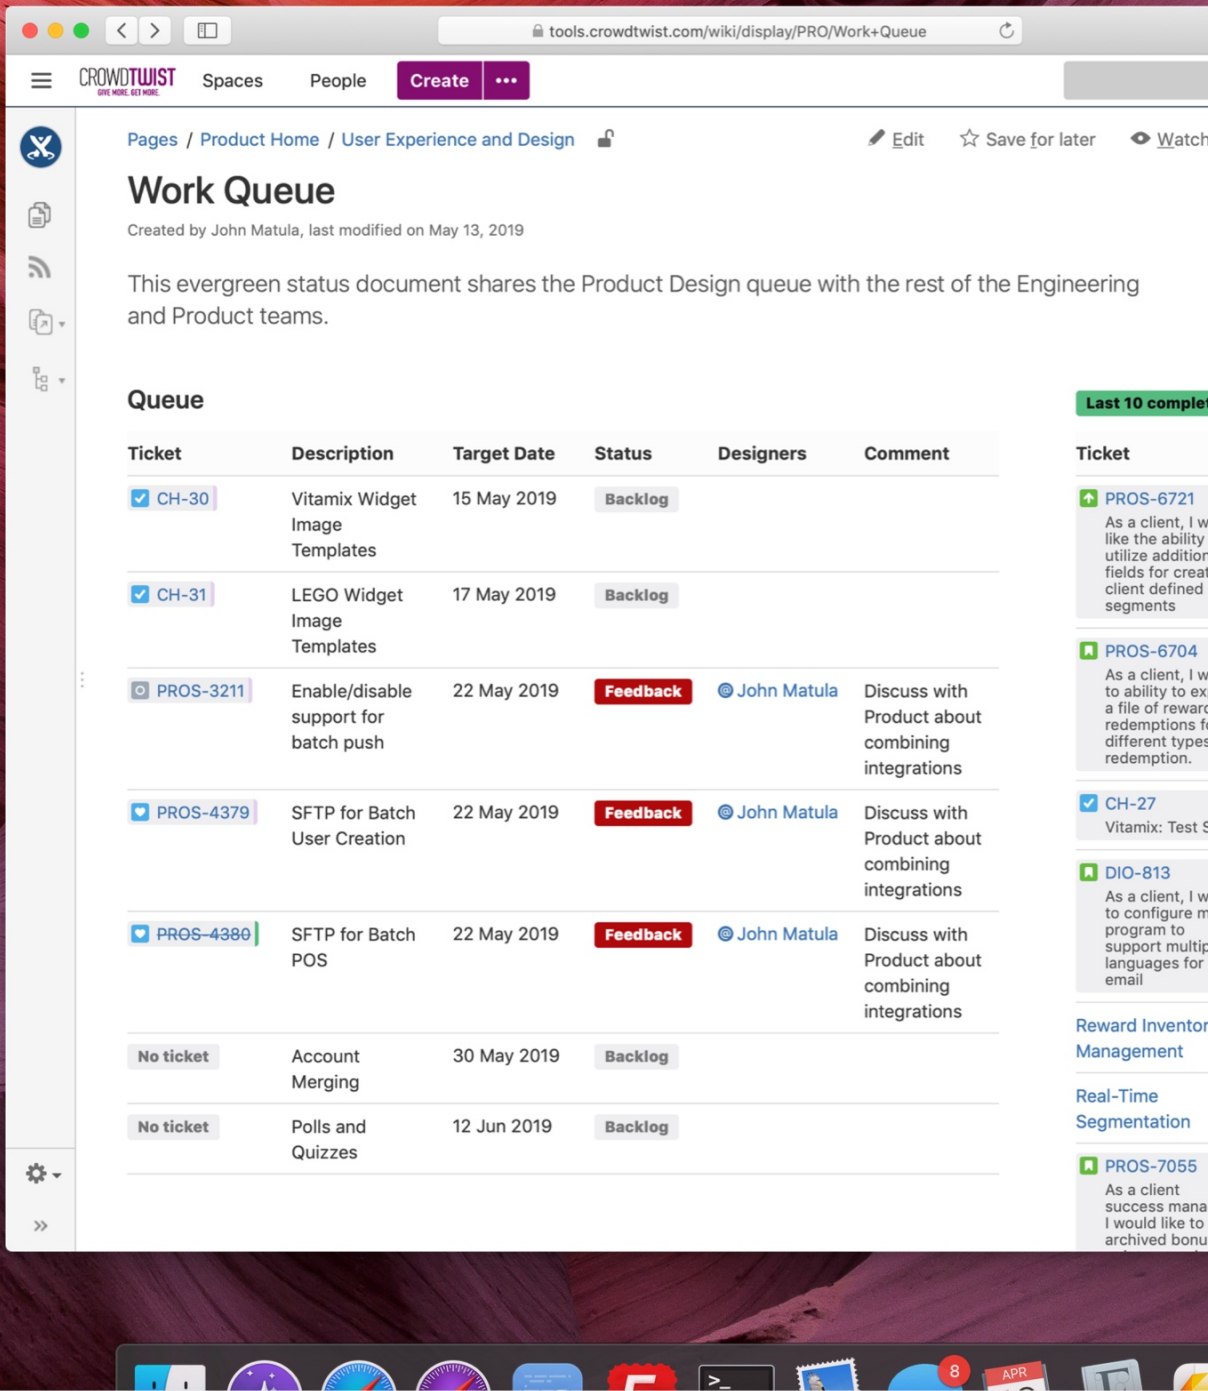 tools.crowdtwist.com/wiki/display/PRO/Work+Queue
CROWDTWIST
GIVE MORE. GET MORE.
Spaces
People
Create
Pages / Product Home / User Experience and Design
Edit
Save for later
Watch
Work Queue
Created by John Matula, last modified on May 13, 2019
This evergreen status document shares the Product Design queue with the rest of the Engineering
and Product teams.
Queue
Ticket Description Target Date Status Designers Comment
CH-30 Vitamix Widget 15 May 2019 Backlog
Image
Templates
CH-31 LEGO Widget 17 May 2019 Backlog
Image
Templates
PROS-3211 Enable/disable 22 May 2019 Feedback @ John Matula Discuss with
support for Product about
batch push combining
integrations
PROS-4379 SFTP for Batch 22 May 2019 Feedback @ John Matula Discuss with
User Creation Product about
combining
integrations
PROS-4380 SFTP for Batch 22 May 2019 Feedback @ John Matula Discuss with
POS Product about
combining
integrations
No ticket Account 30 May 2019 Backlog
Merging
No ticket Polls and 12 Jun 2019 Backlog
Quizzes
Last 10
Ticket
PROS-6721
As a client, I
like the ability
utilize
fields for
client defined
segments
PROS-6704
As a client, I
to ability to
a file of
redemptions
different types
redemption.
CH-27
Vitamix: Test
DIO-813
As a client, I
to configure
program to
support
languages for
email
Reward
Management
Real-Time
Segmentation
PROS-7055
As a client
success
I would like to
archived
8
APR